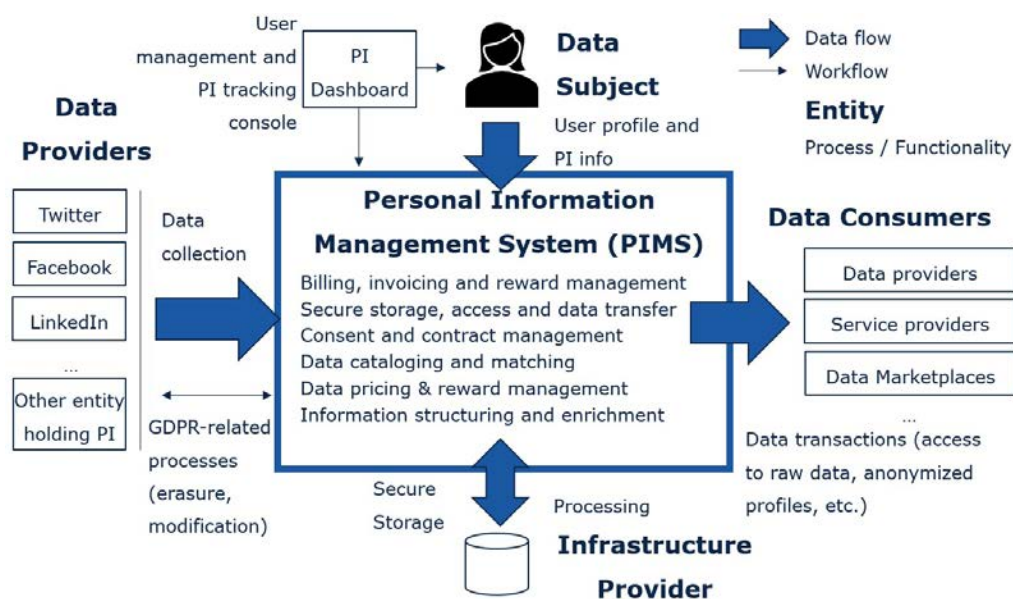 User
management and
PI tracking
console
PI
Dashboard
Data
Subject
User profile and
PI info
Data flow
Workflow
Entity
Process / Functionality
Data
Providers
Twitter
Facebook
LinkedIn
...
Other entity
holding PI
Data
collection
GDPR-related
processes
(erasure,
modification)
Personal Information
Management System (PIMS)
Billing, invoicing and reward management
Secure storage, access and data transfer
Consent and contract management
Data cataloging and matching
Data pricing & reward management
Information structuring and enrichment
Data Consumers
Data providers
Service providers
Data Marketplaces
...
Data transactions (access
to raw data, anonymized
profiles, etc.)
Secure
Storage
Processing
Infrastructure
Provider